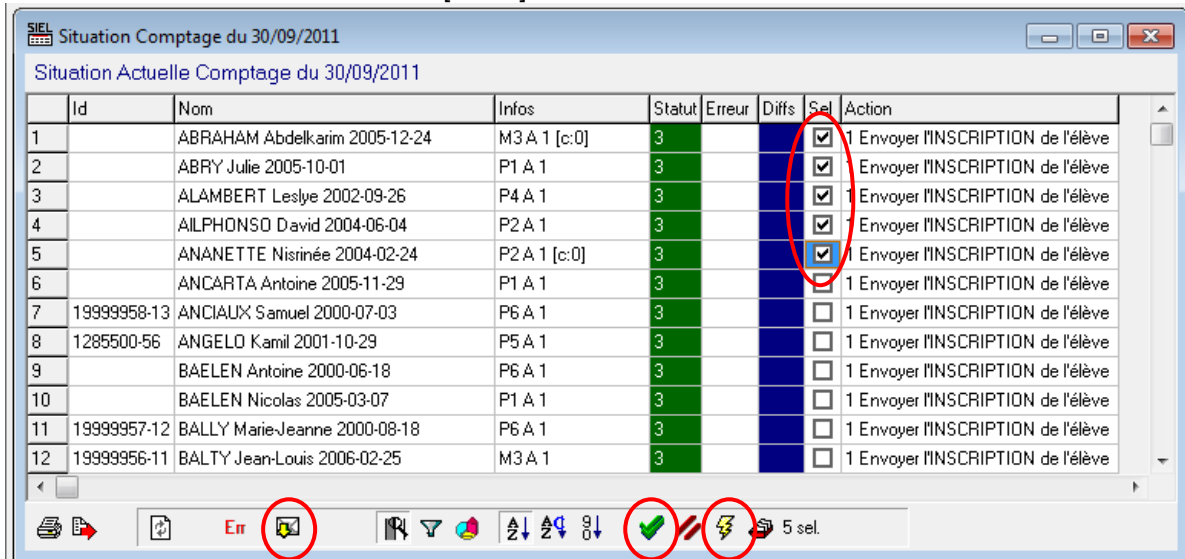 SIEL Situation Comptage du 30/09/2011
Situation Actuelle Comptage du 30/09/2011
Id Nom Infos Statut Erreur Diffs Sel Action
1 ABRAHAM Abdelkarim 2005-12-24 M3 A 1 [c:0] 3 1 Envoyer l'INSCRIPTION de l'élève
2 ABRY Julie 2005-10-01 P1 A 1 3 1 Envoyer l'INSCRIPTION de l'élève
3 ALAMBERT Leslye 2002-09-26 P4 A 1 3 1 Envoyer l'INSCRIPTION de l'élève
4 AILPHONSO David 2004-06-04 P2 A 1 3 1 Envoyer l'INSCRIPTION de l'élève
5 ANANETTE Nisrinée 2004-02-24 P2 A 1 [c:0] 3 1 Envoyer l'INSCRIPTION de l'élève
6 ANCARTA Antoine 2005-11-29 P1 A 1 3 1 Envoyer l'INSCRIPTION de l'élève
7 19999958-13 ANCIAUX Samuel 2000-07-03 P6 A 1 3 1 Envoyer l'INSCRIPTION de l'élève
8 1285500-56 ANGELO Kamil 2001-10-29 P5 A 1 3 1 Envoyer l'INSCRIPTION de l'élève
9 BAELEN Antoine 2000-06-18 P6 A 1 3 1 Envoyer l'INSCRIPTION de l'élève
10 BAELEN Nicolas 2005-03-07 P1 A 1 3 1 Envoyer l'INSCRIPTION de l'élève
11 19999957-12 BALLY Marie-Jeanne 2000-08-18 P6 A 1 3 1 Envoyer l'INSCRIPTION de l'élève
12 19999956-11 BALTY Jean-Louis 2006-02-25 M3 A 1 3 1 Envoyer l'INSCRIPTION de l'élève
Err 5 sel.